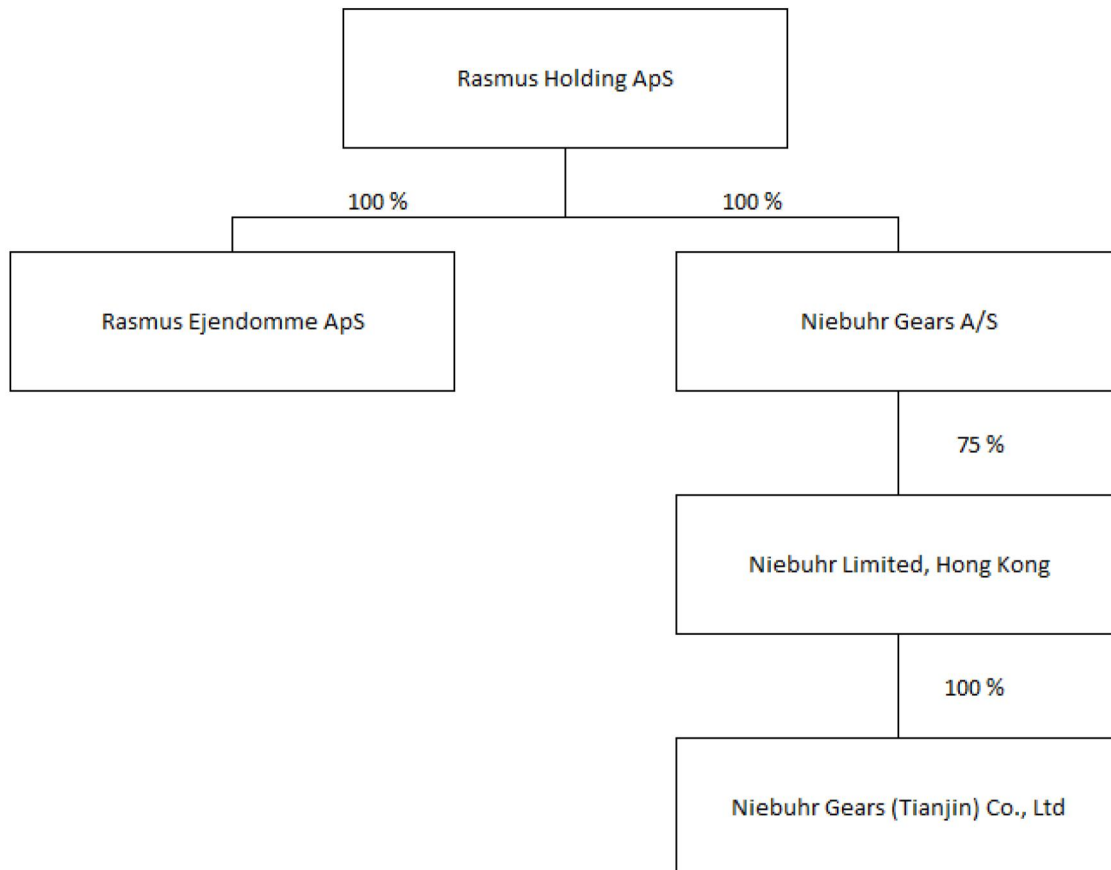 Rasmus Holding ApS
100 %
100 %
Rasmus Ejendomme ApS
Niebuhr Gears A/S
75 %
Niebuhr Limited, Hong Kong
100 %
Niebuhr Gears (Tianjin) Co., Ltd